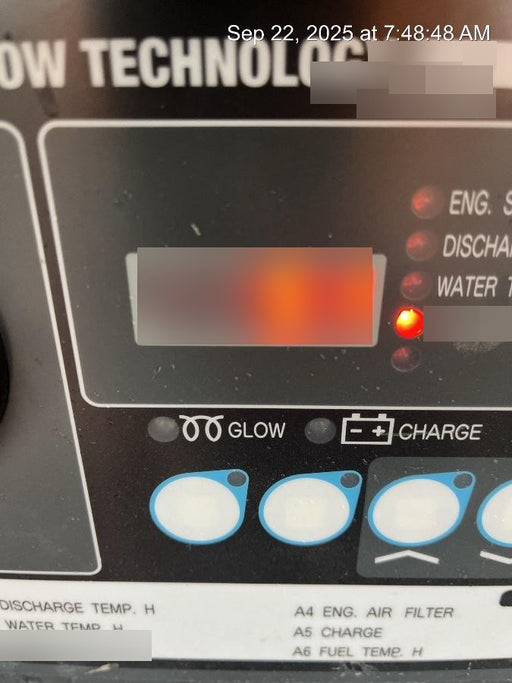 Sep 22, 2025 at 7:48:48 AM
OW TECHNOLO
ENG. S
DISCHA
WATER T
GLOW
- +
CHARGE
DISCHARGE TEMP. H
WATER TEMP. H
A4 ENG. AIR FILTER
A5 CHARGE
A6 FUEL TEMP. H